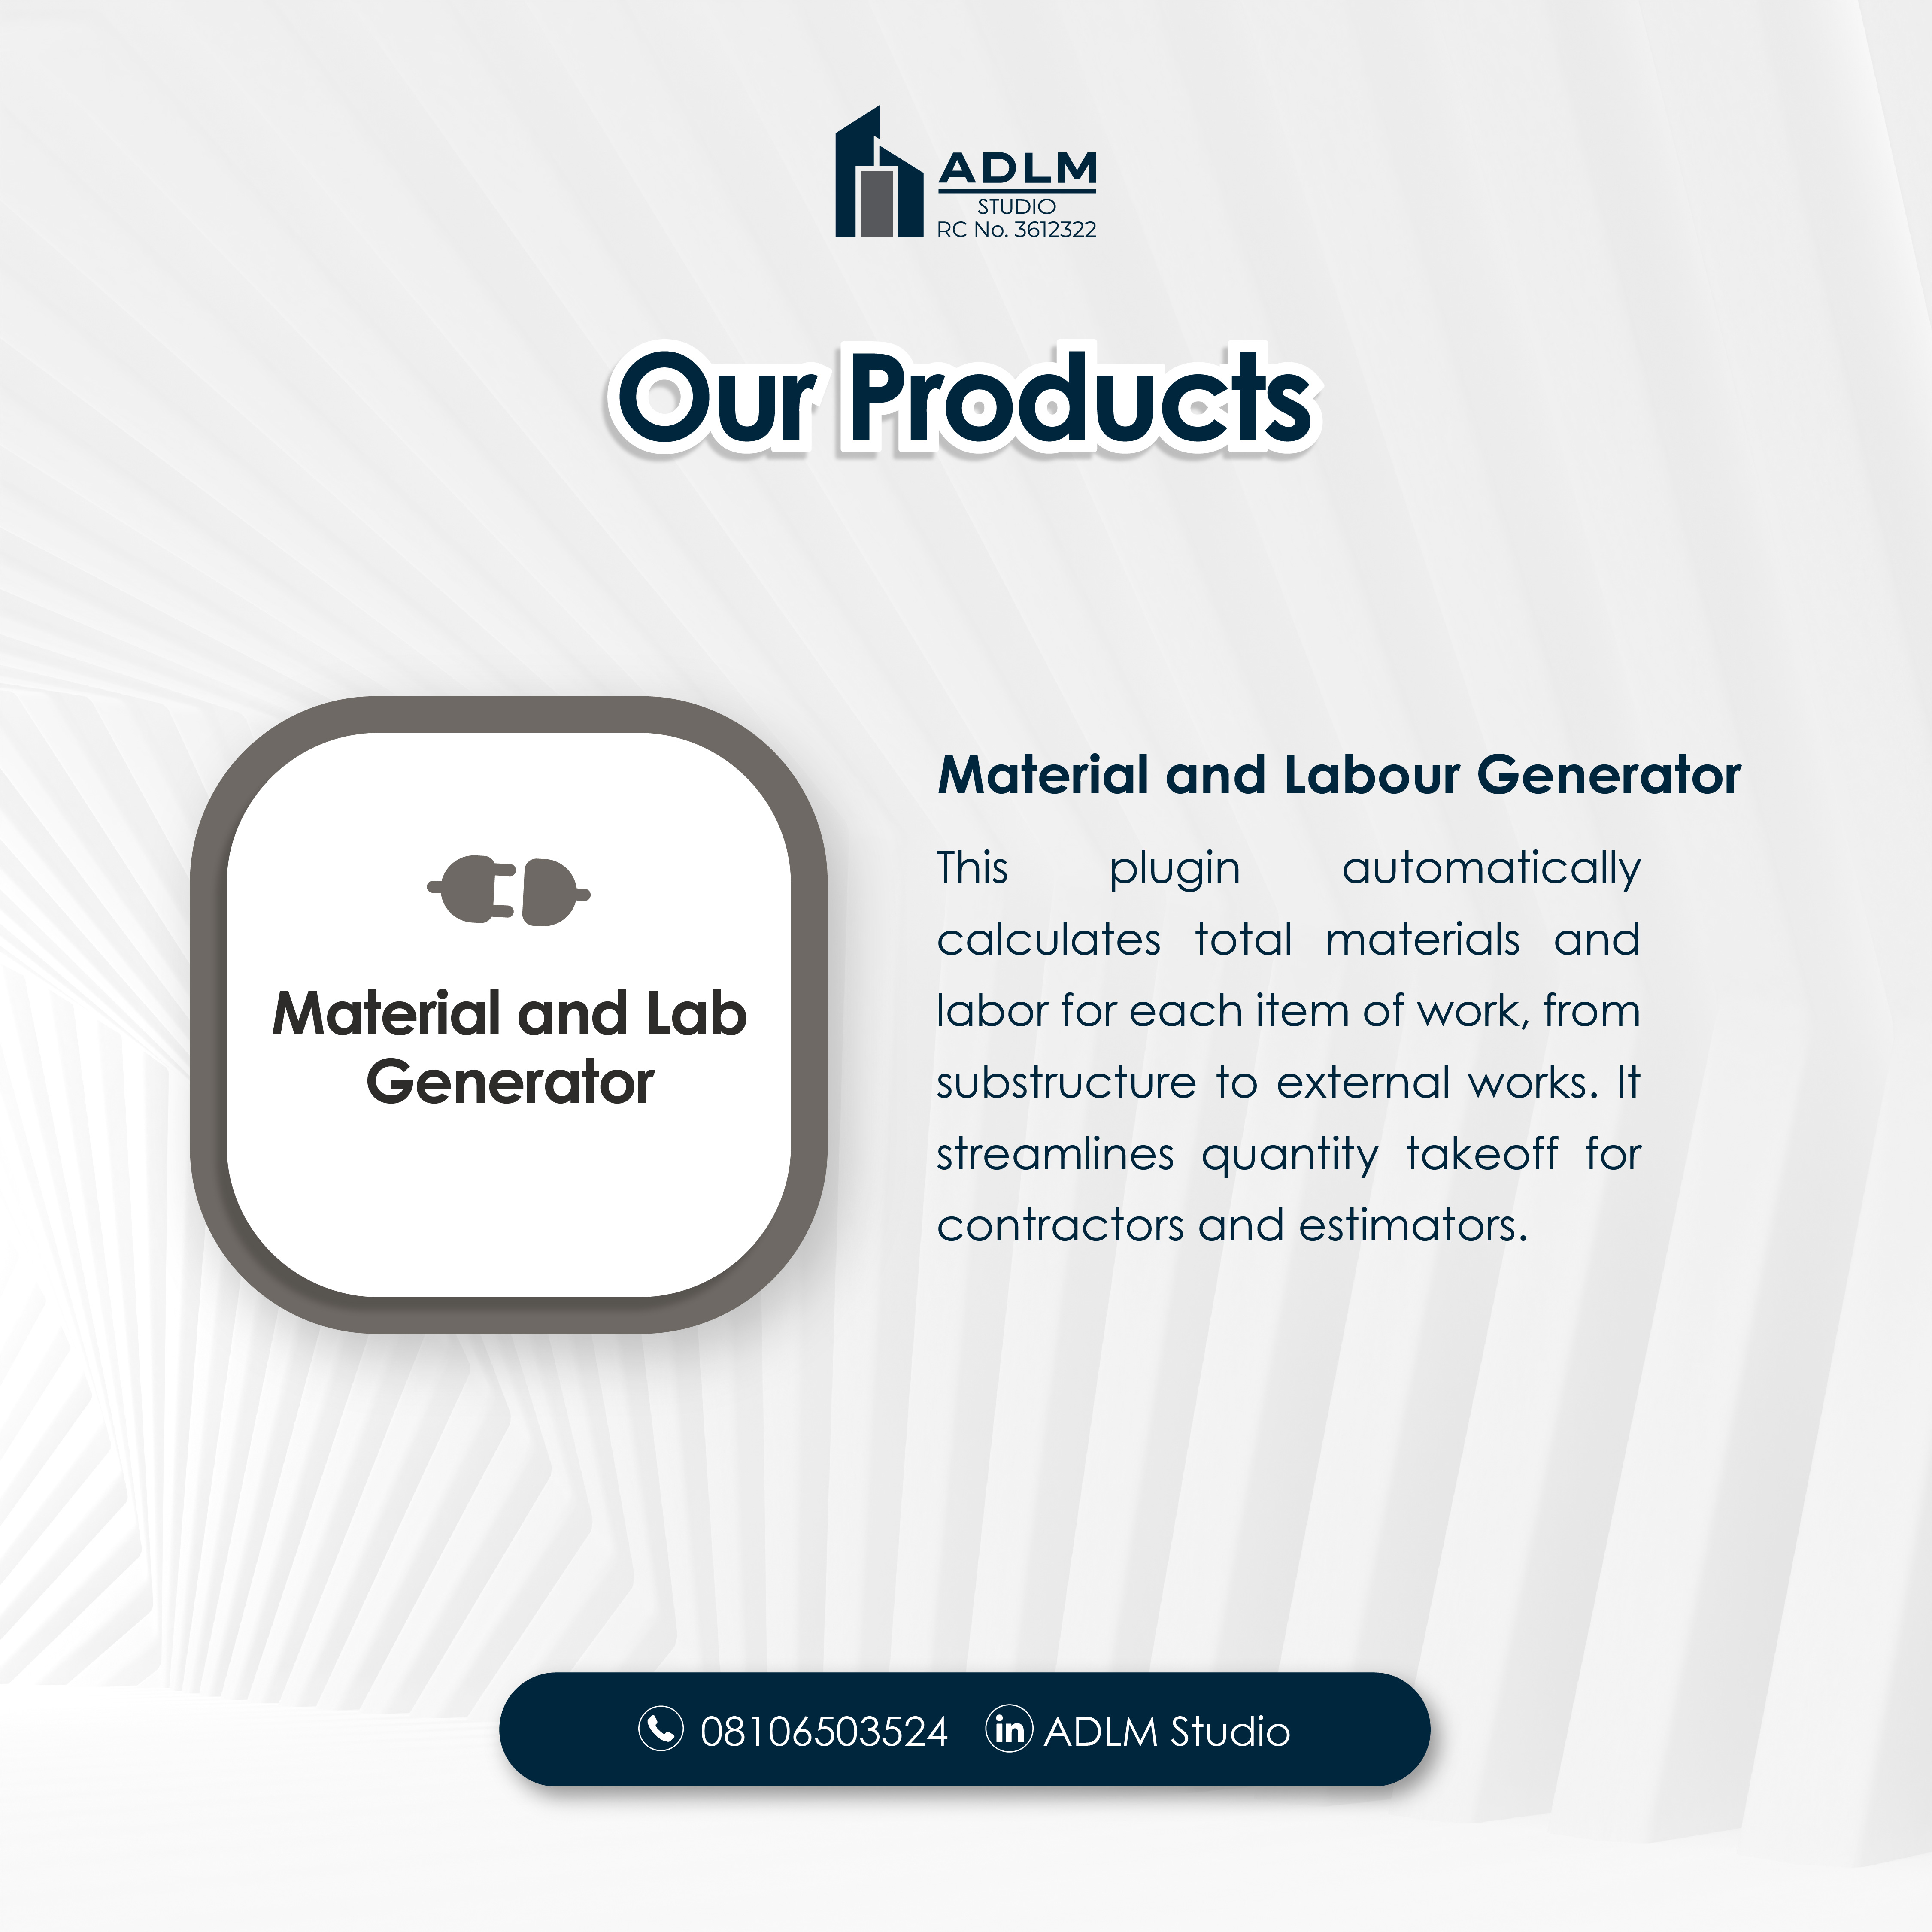 ADLM
STUDIO
RC No. 3612322
Our Products
Material and Lab
Generator
Material and Labour Generator
This plugin automatically
calculates total materials and
labor for each item of work, from
substructure to external works. It
streamlines quantity takeoff for
contractors and estimators.
08106503524 in ADLM Studio